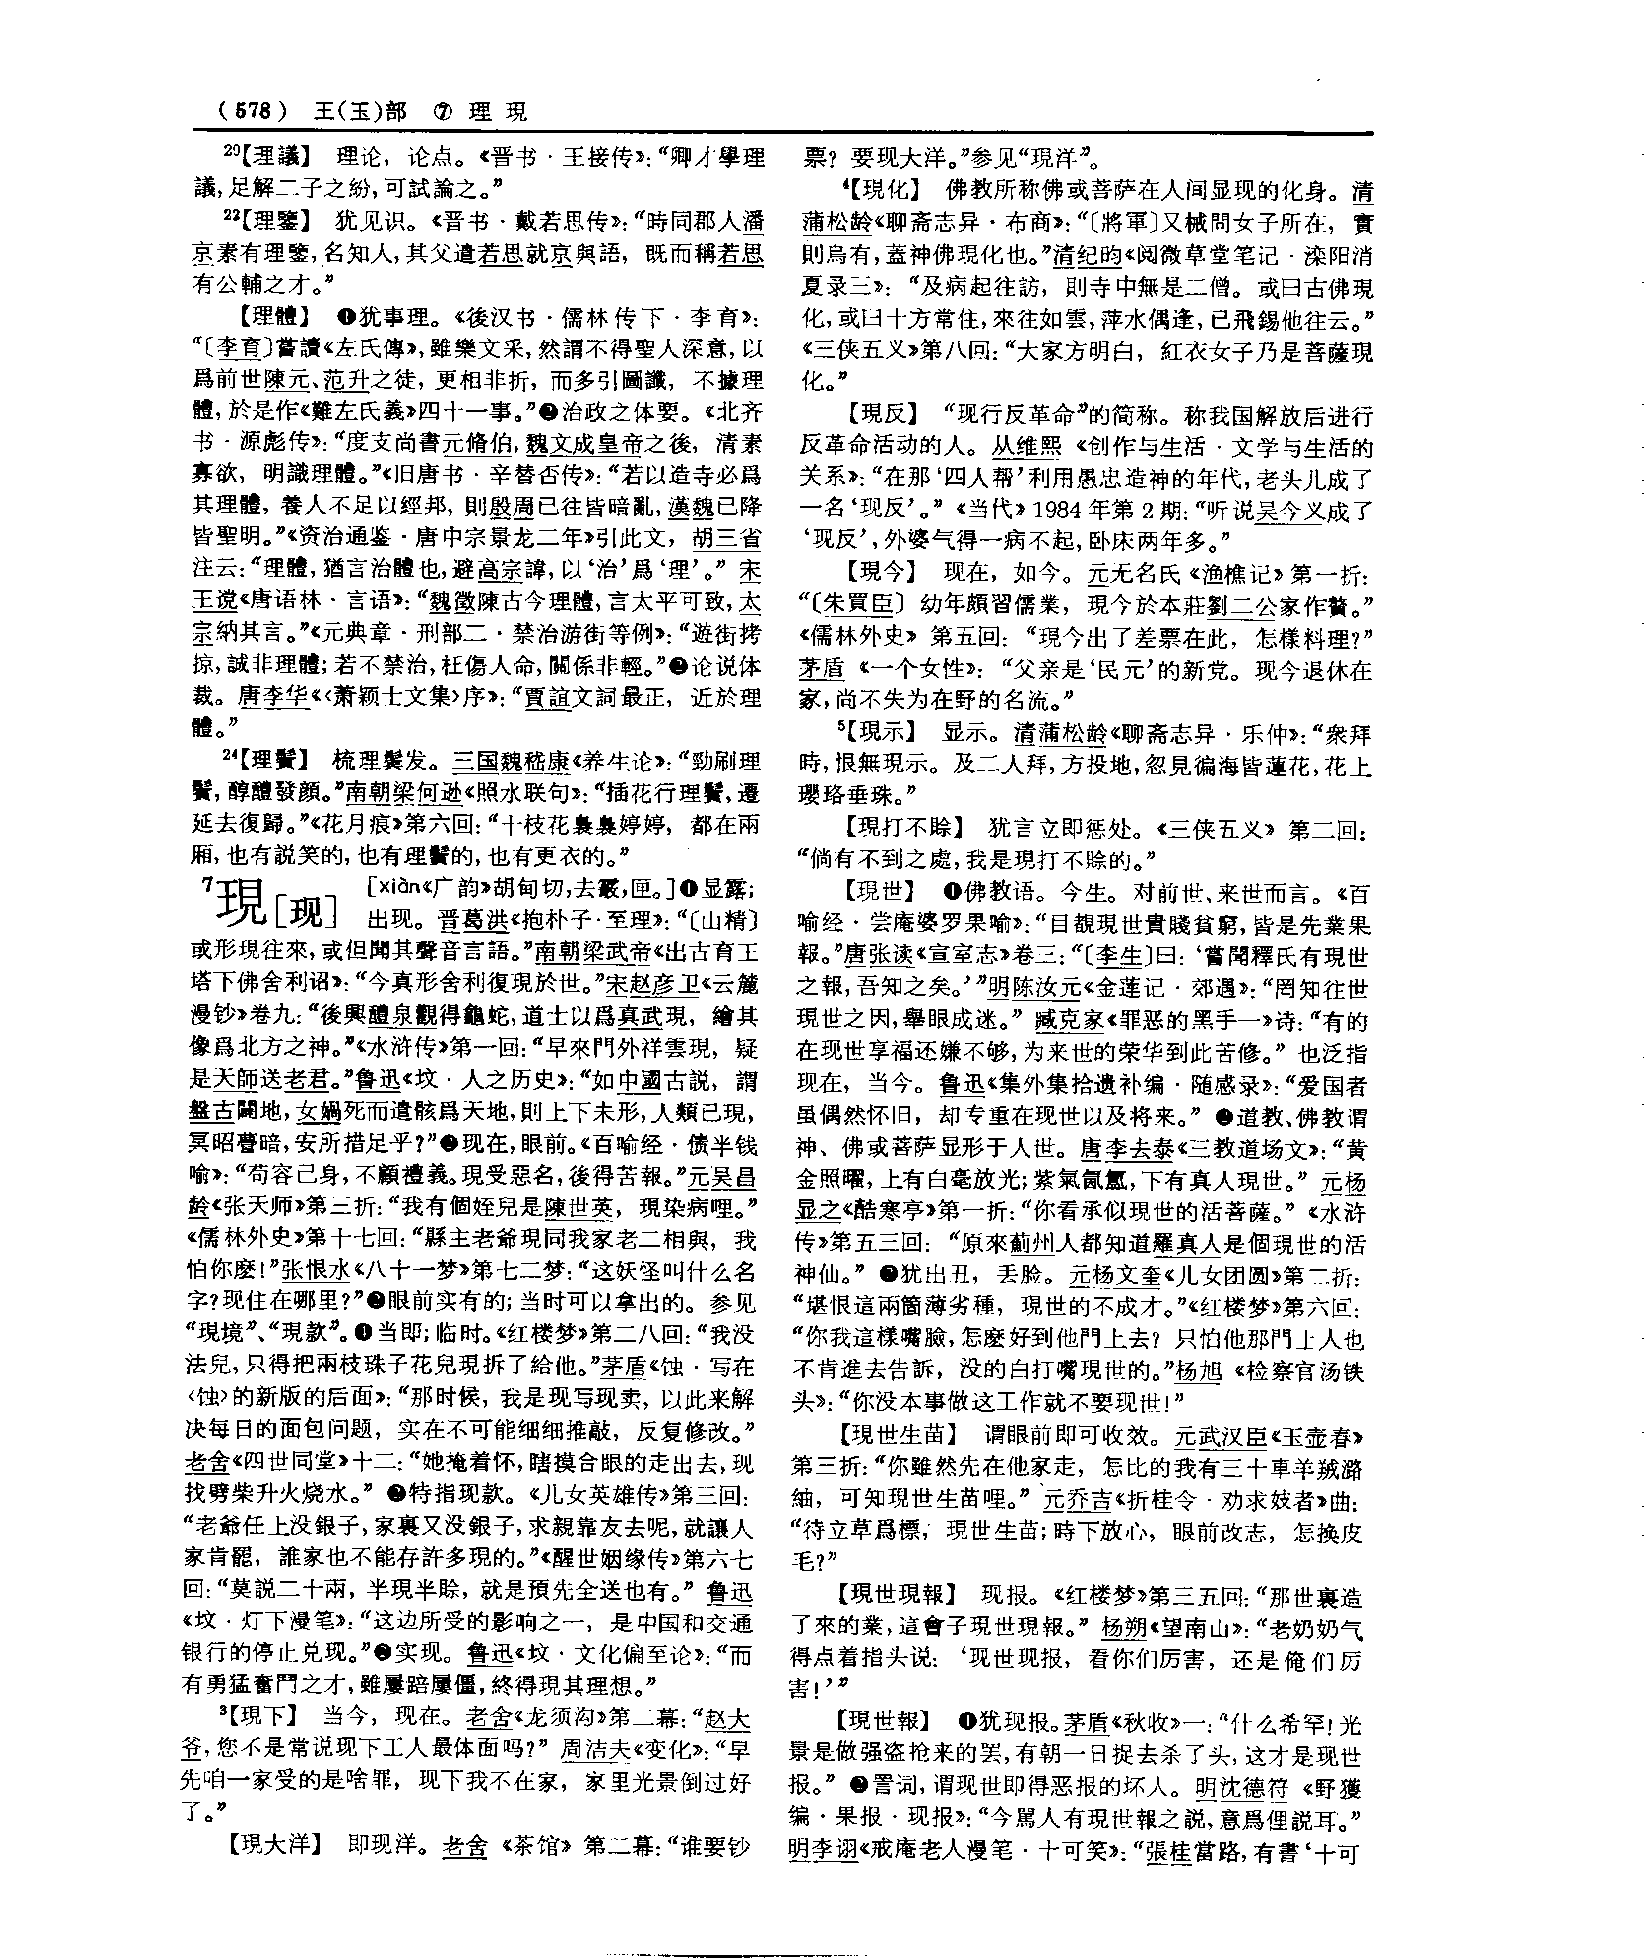 （578） 王(玉)部 ⑦ 理 現
²⁰【理議】 理论，论点。《晋书·王接传》：“卿才學理
議，足解二子之紛，可試論之。”
²²【理鑒】 犹见识。《晋书·戴若思传》：“時同郡人潘
京素有理鑒，名知人，其父遣若思就京與語，既而稱若思
有公輔之才。”
【理體】 ❶犹事理。《後汉书·儒林传下·李育》：
“〔李育〕嘗讀《左氏傳》，雖樂文采，然謂不得聖人深意，以
爲前世陳元、范升之徒，更相非折，而多引圖讖，不據理
體，於是作《難左氏義》四十一事。”❷治政之体要。《北齐
书·源彪传》：“度支尚書元脩伯，魏文成皇帝之後，清素
寡欲，明識理體。”《旧唐书·辛替否传》：“若以造寺必爲
其理體，養人不足以經邦，則殷周已往皆暗亂，漢魏已降
皆聖明。”《资治通鉴·唐中宗景龙二年》引此文，胡三省
注云：“理體，猶言治體也，避高宗諱，以‘治’爲‘理’。”宋
王谠《唐语林·言语》：“魏徵陳古今理體，言太平可致，太
宗納其言。”《元典章·刑部二·禁治游街等例》：“遊街拷
掠，誠非理體；若不禁治，枉傷人命，關係非輕。”❸论说体
裁。唐李华《〈萧颖士文集〉序》：“賈誼文詞最正，近於理
體。”
²⁴【理鬢】 梳理鬓发。三国魏嵇康《养生论》：“勁刷理
鬢，醇醴發顔。”南朝梁何逊《照水联句》：“插花行理鬢，遷
延去復歸。”《花月痕》第六回：“十枝花裊裊婷婷，都在兩
廂，也有説笑的，也有理鬢的，也有更衣的。”
⁷現［现］ ［xiàn《广韵》胡甸切，去霰，匣。］❶显露；
出现。晋葛洪《抱朴子·至理》：“〔山精〕
或形現往來，或但聞其聲音言語。”南朝梁武帝《出古育王
塔下佛舍利诏》：“今真形舍利復現於世。”宋赵彦卫《云麓
漫钞》卷九：“後興醴泉觀得龜蛇，道士以爲真武現，繪其
像爲北方之神。”《水浒传》第一回：“早來門外祥雲現，疑
是天師送老君。”鲁迅《坟·人之历史》：“如中國古説，謂
盤古闢地，女媧死而遺骸爲天地，則上下未形，人類已現，
冥昭瞢暗，安所措足乎？”❷现在，眼前。《百喻经·债半钱
喻》：“苟容己身，不顧禮義。現受惡名，後得苦報。”元吴昌
龄《张天师》第三折：“我有個姪兒是陳世英，現染病哩。”
《儒林外史》第十七回：“縣主老爺現同我家老二相與，我
怕你麽！”张恨水《八十一梦》第七二梦：“这妖怪叫什么名
字？现住在哪里？”❸眼前实有的；当时可以拿出的。参见
“現境”、“現款”。❹当即；临时。《红楼梦》第二八回：“我没
法兒，只得把兩枝珠子花兒現拆了給他。”茅盾《蚀·写在
〈蚀〉的新版的后面》：“那时候，我是现写现卖，以此来解
决每日的面包问题，实在不可能细细推敲，反复修改。”
老舍《四世同堂》十二：“她掩着怀，瞎摸合眼的走出去，现
找劈柴升火烧水。”❺特指现款。《儿女英雄传》第三回：
“老爺任上没銀子，家裏又没銀子，求親靠友去呢，就讓人
家肯罷，誰家也不能存許多現的。”《醒世姻缘传》第六七
回：“莫説二十兩，半現半賒，就是預先全送也有。”鲁迅
《坟·灯下漫笔》：“这边所受的影响之一，是中国和交通
银行的停止兑现。”❻实现。鲁迅《坟·文化偏至论》：“而
有勇猛奮鬥之才，雖屢踣屢僵，終得現其理想。”
³【現下】 当今，现在。老舍《龙须沟》第二幕：“赵大
爷，您不是常说现下工人最体面吗？”周洁夫《变化》：“早
先咱一家受的是啥罪，现下我不在家，家里光景倒过好
了。”
【現大洋】 即现洋。老舍《茶馆》第二幕：“谁要钞
票？要现大洋。”参见“現洋”。
⁴【現化】 佛教所称佛或菩萨在人间显现的化身。清
蒲松龄《聊斋志异·布商》：“〔將軍〕又械問女子所在，實
則烏有，蓋神佛現化也。”清纪昀《阅微草堂笔记·滦阳消
夏录三》：“及病起往訪，則寺中無是二僧。或曰古佛現
化，或曰十方常住，來往如雲，萍水偶逢，已飛錫他往云。”
《三侠五义》第八回：“大家方明白，紅衣女子乃是菩薩現
化。”
【現反】 “现行反革命”的简称。称我国解放后进行
反革命活动的人。从维熙《创作与生活·文学与生活的
关系》：“在那‘四人帮’利用愚忠造神的年代，老头儿成了
一名‘现反’。”《当代》1984年第2期：“听说吴今义成了
‘现反’，外婆气得一病不起，卧床两年多。”
【現今】 现在，如今。元无名氏《渔樵记》第一折：
“〔朱買臣〕幼年頗習儒業，現今於本莊劉二公家作贅。”
《儒林外史》第五回：“現今出了差票在此，怎樣料理？”
茅盾《一个女性》：“父亲是‘民元’的新党。现今退休在
家，尚不失为在野的名流。”
⁵【現示】 显示。清蒲松龄《聊斋志异·乐仲》：“衆拜
時，恨無現示。及二人拜，方投地，忽見徧海皆蓮花，花上
瓔珞垂珠。”
【現打不賒】 犹言立即惩处。《三侠五义》第二回：
“倘有不到之處，我是現打不賒的。”
【現世】 ❶佛教语。今生。对前世、来世而言。《百
喻经·尝庵婆罗果喻》：“目覩現世貴賤貧窮，皆是先業果
報。”唐张读《宣室志》卷三：“〔李生〕曰：‘嘗聞釋氏有現世
之報，吾知之矣。’”明陈汝元《金莲记·郊遇》：“罔知往世
現世之因，舉眼成迷。”臧克家《罪恶的黑手一》诗：“有的
在现世享福还嫌不够，为来世的荣华到此苦修。”也泛指
现在，当今。鲁迅《集外集拾遗补编·随感录》：“爱国者
虽偶然怀旧，却专重在现世以及将来。”❷道教、佛教谓
神、佛或菩萨显形于人世。唐李去泰《三教道场文》：“黄
金照曜，上有白毫放光；紫氣氤氳，下有真人現世。”元杨
显之《酷寒亭》第一折：“你看承似現世的活菩薩。”《水浒
传》第五三回：“原來薊州人都知道羅真人是個現世的活
神仙。”❸犹出丑，丢脸。元杨文奎《儿女团圆》第二折：
“堪恨這兩箇薄劣種，現世的不成才。”《红楼梦》第六回：
“你我這樣嘴臉，怎麽好到他門上去？只怕他那門上人也
不肯進去告訴，没的白打嘴現世的。”杨旭《检察官汤铁
头》：“你没本事做这工作就不要现世！”
【現世生苗】 谓眼前即可收效。元武汉臣《玉壶春》
第三折：“你雖然先在他家走，怎比的我有三十車羊羢潞
紬，可知現世生苗哩。”元乔吉《折桂令·劝求妓者》曲：
“待立草爲標，現世生苗；時下放心，眼前改志，怎换皮
毛？”
【現世現報】 现报。《红楼梦》第三五回：“那世裏造
了來的業，這會子現世現報。”杨朔《望南山》：“老奶奶气
得点着指头说：‘现世现报，看你们厉害，还是俺们厉
害！’”
【現世報】 ❶犹现报。茅盾《秋收》一：“什么希罕！光
景是做强盗抢来的罢，有朝一日捉去杀了头，这才是现世
报。”❷詈词，谓现世即得恶报的坏人。明沈德符《野獲
编·果报·现报》：“今罵人有現世報之説，意爲俚説耳。”
明李诩《戒庵老人漫笔·十可笑》：“張桂當路，有書‘十可